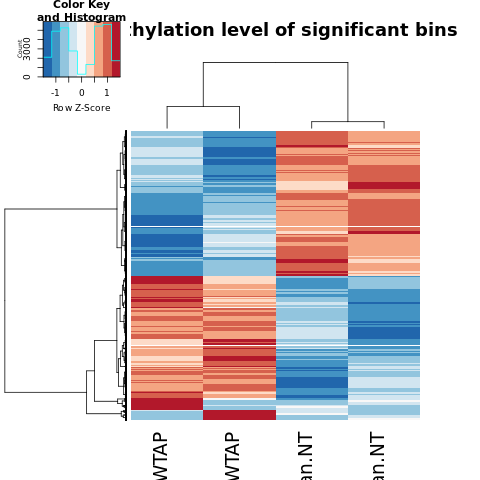 Color Key
and Histogram
hylation level of significant bins
Count
0 3000
-1 0 1
Row Z-Score
WTAP
WTAP
an.NT
an.NT